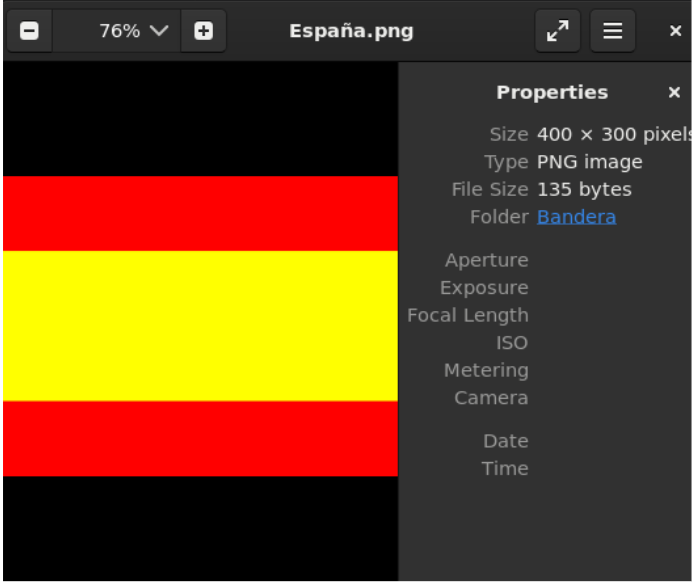 76%
España.png
Properties
Size 400 × 300 pixels
Type PNG image
File Size 135 bytes
Folder Bandera
Aperture
Exposure
Focal Length
ISO
Metering
Camera
Date
Time